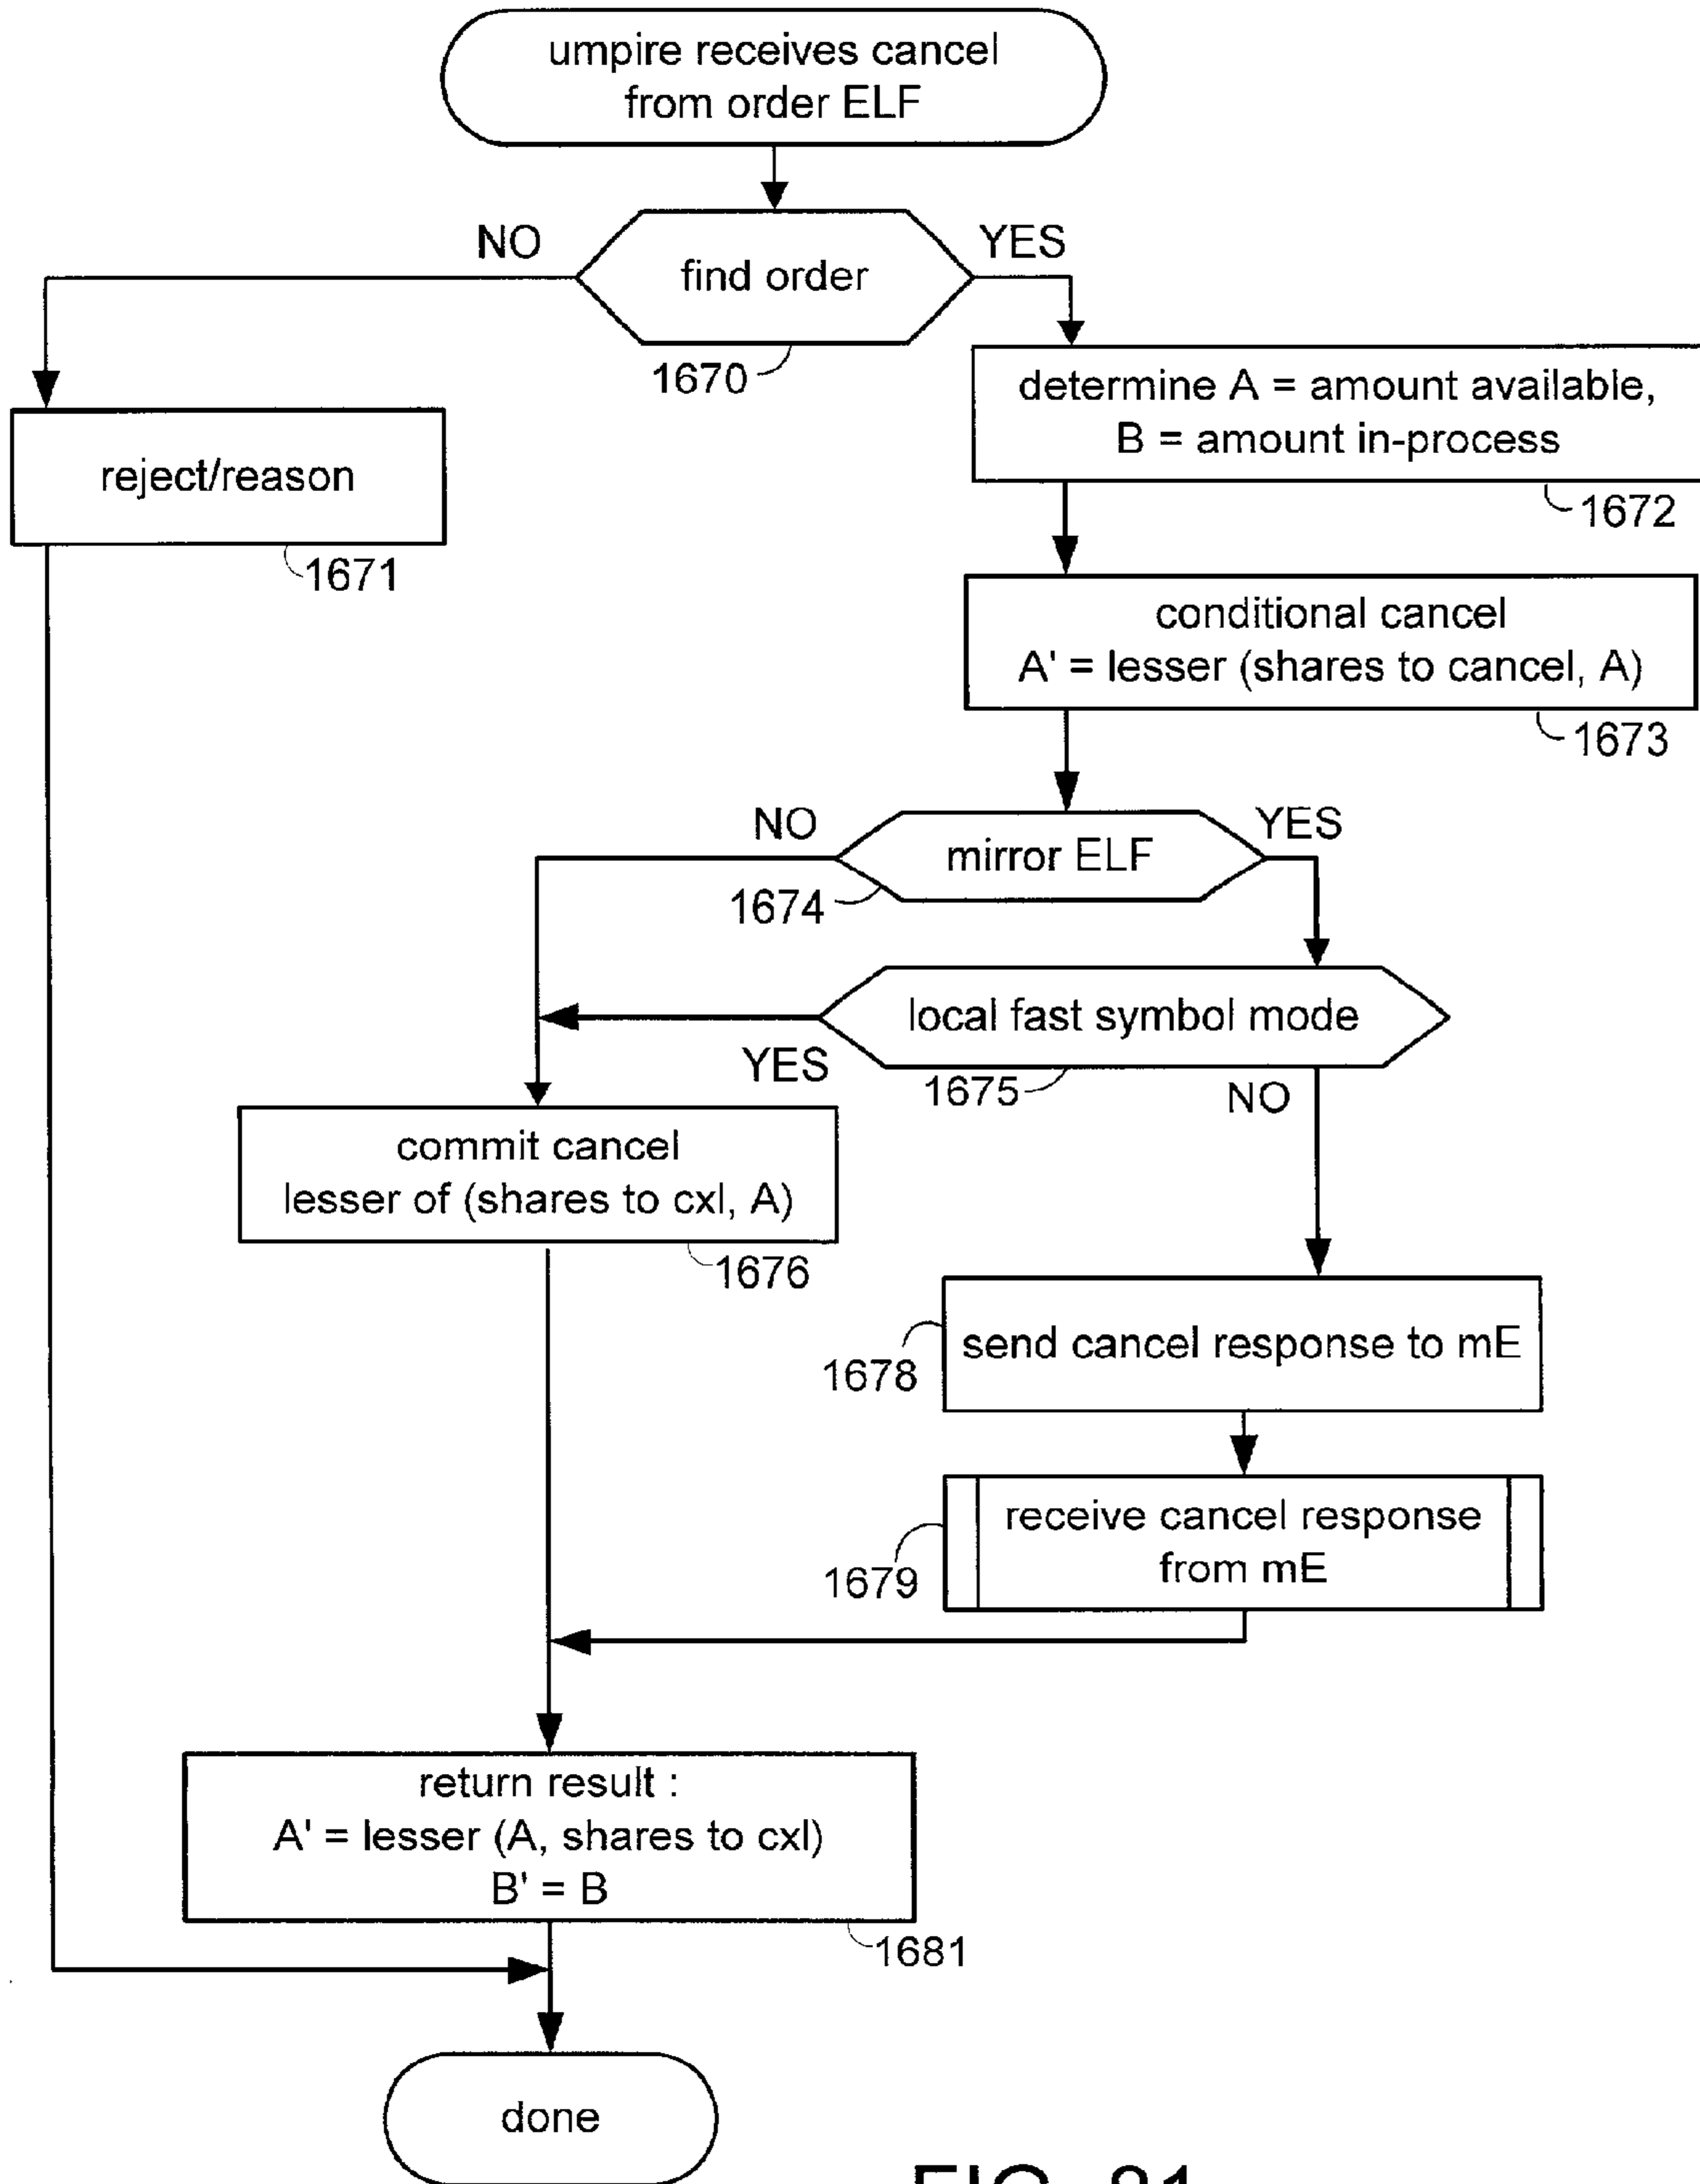 umpire receives cancel
from order ELF
NO
YES
find order
1670
determine A = amount available,
B = amount in-process
1672
reject/reason
1671
conditional cancel
A' = lesser (shares to cancel, A)
1673
NO
YES
mirror ELF
1674
local fast symbol mode
YES
1675
NO
commit cancel
lesser of (shares to cxl, A)
1676
send cancel response to mE
1678
receive cancel response
from mE
1679
return result :
A' = lesser (A, shares to cxl)
B' = B
1681
done
FIG. 81